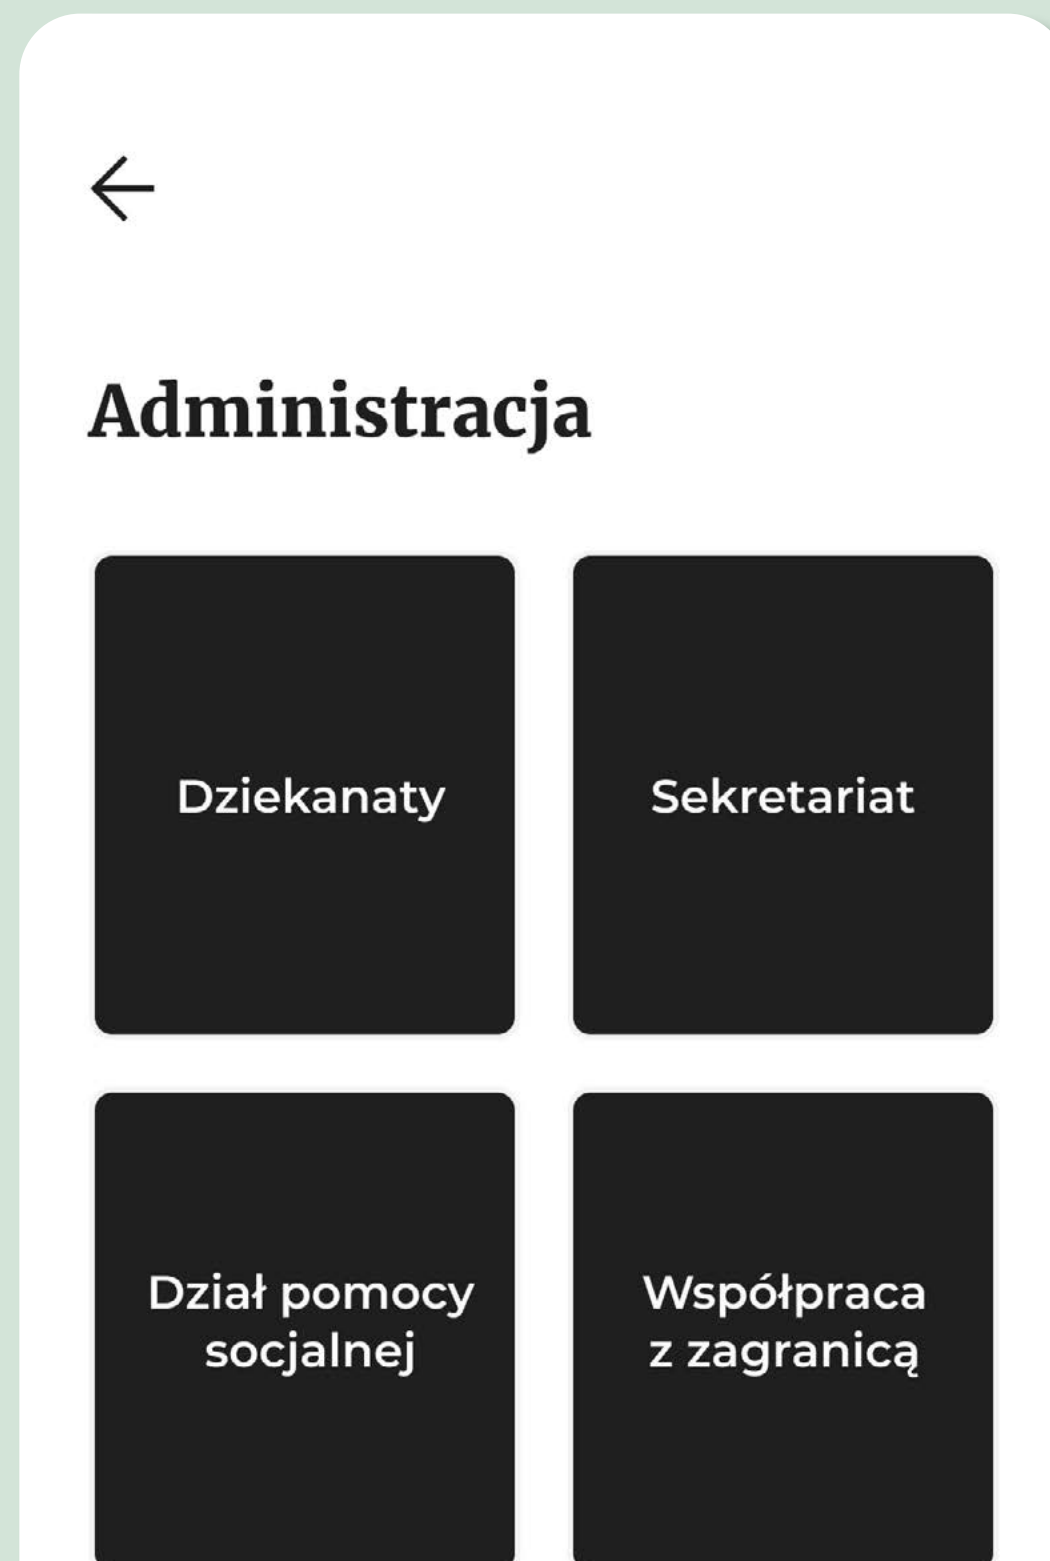 Administracja
Dziekanaty
Sekretariat
Dział pomocy
socjalnej
Współpraca
z zagranicą